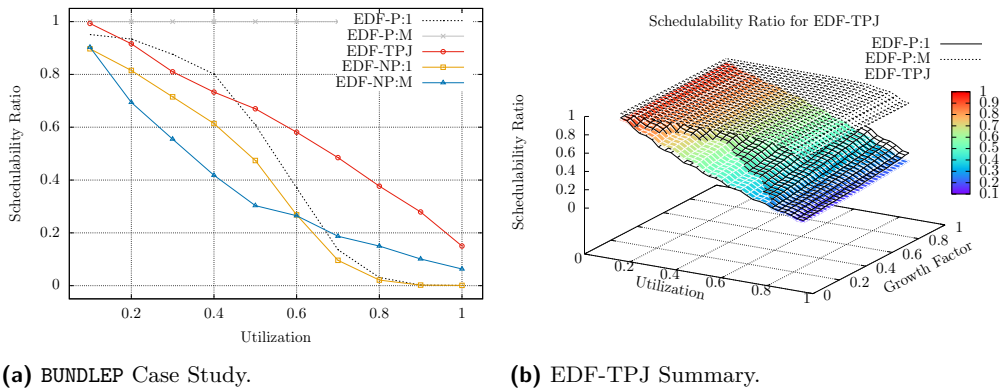 EDF-P:1
EDF-P:M
EDF-TPJ
EDF-NP:1
EDF-NP:M
1
0.8
0.6
0.4
0.2
0
0.2 0.4 0.6 0.8 1
Schedulability Ratio
Utilization
(a) BUNDLEP Case Study.
Schedulability Ratio for EDF-TPJ
EDF-P:1
EDF-P:M
EDF-TPJ
1
0.9
0.8
0.7
0.6
0.5
0.4
0.3
0.2
0.1
1
0.8
0.6
0.4
0.2
0
Schedulability Ratio
0 0.2 0.4 0.6 0.8 1
Utilization
0 0.2 0.4 0.6 0.8 1
Growth Factor
(b) EDF-TPJ Summary.